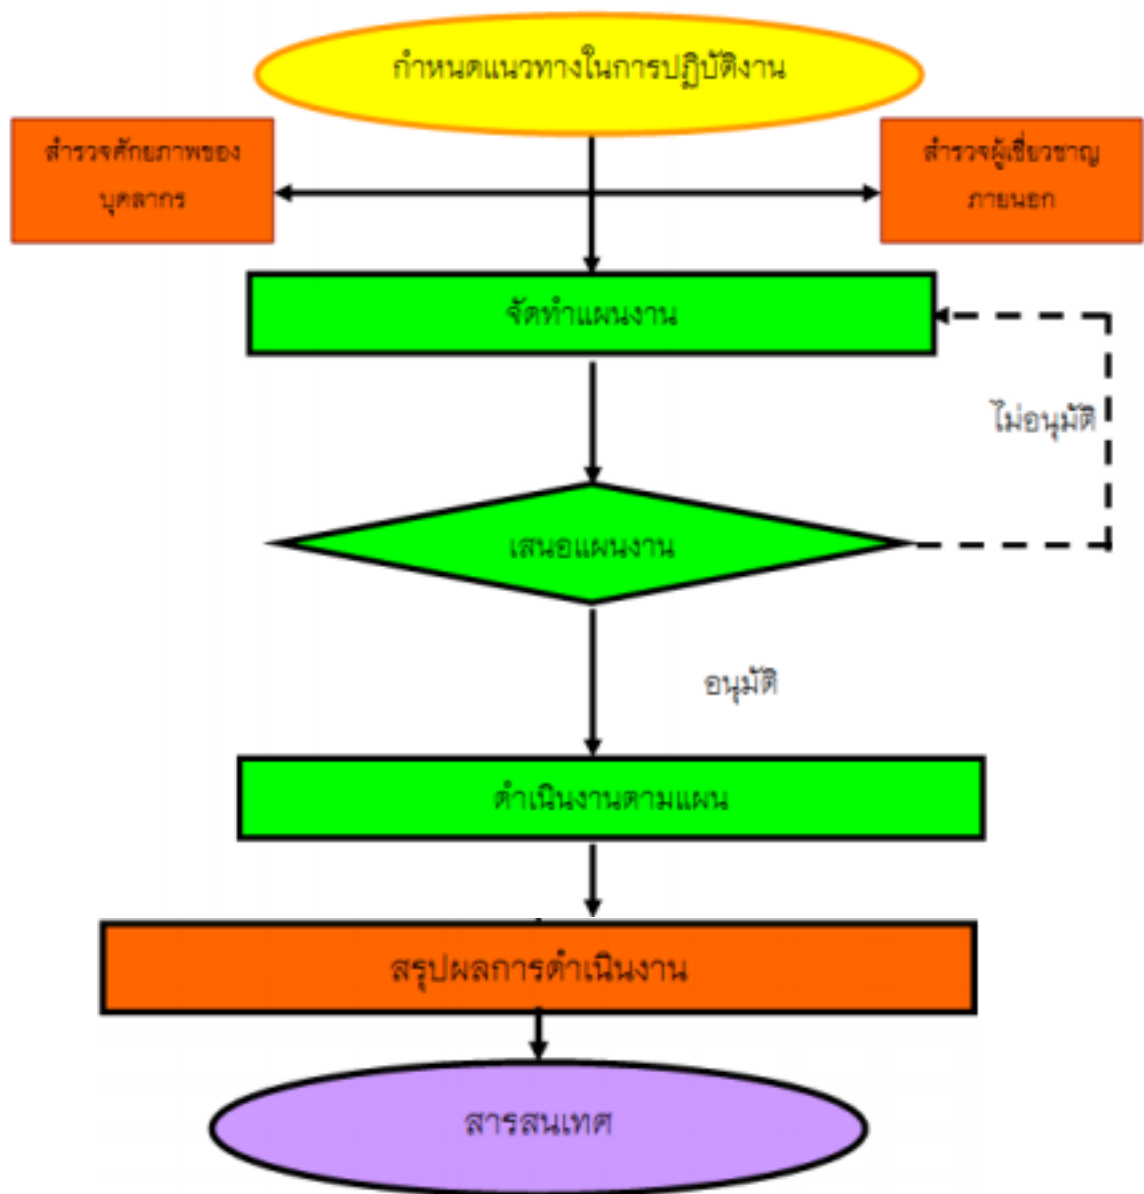 กำหนดแนวทางในการปฏิบัติงาน
สำรวจศักยภาพของ
บุคลากร
สำรวจผู้เชี่ยวชาญ
ภายนอก
จัดทำแผนงาน
ไม่อนุมัติ
เสนอแผนงาน
อนุมัติ
ดำเนินงานตามแผน
สรุปผลการดำเนินงาน
สารสนเทศ